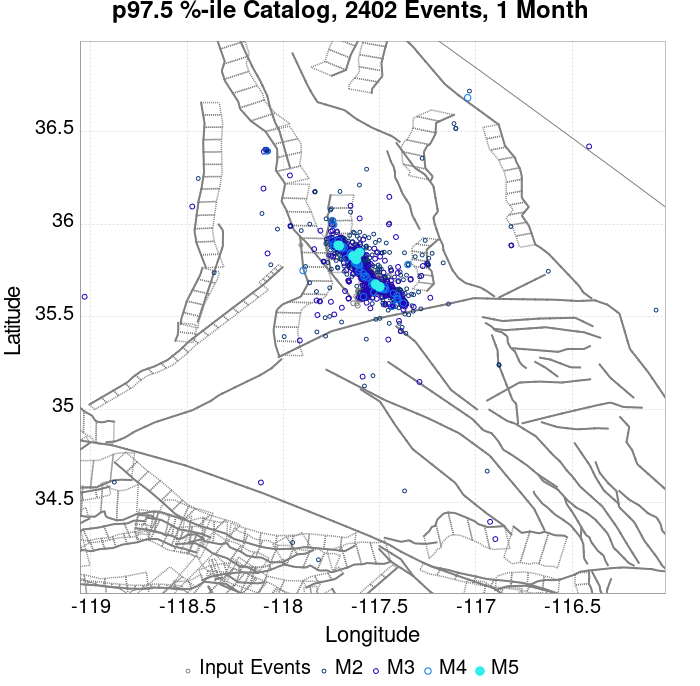 p97.5 %-ile Catalog, 2402 Events, 1 Month
36.5
36
35.5
35
34.5
Latitude
-119 -118.5 -118 -117.5 -117 -116.5
Longitude
Input Events M2 M3 M4 M5